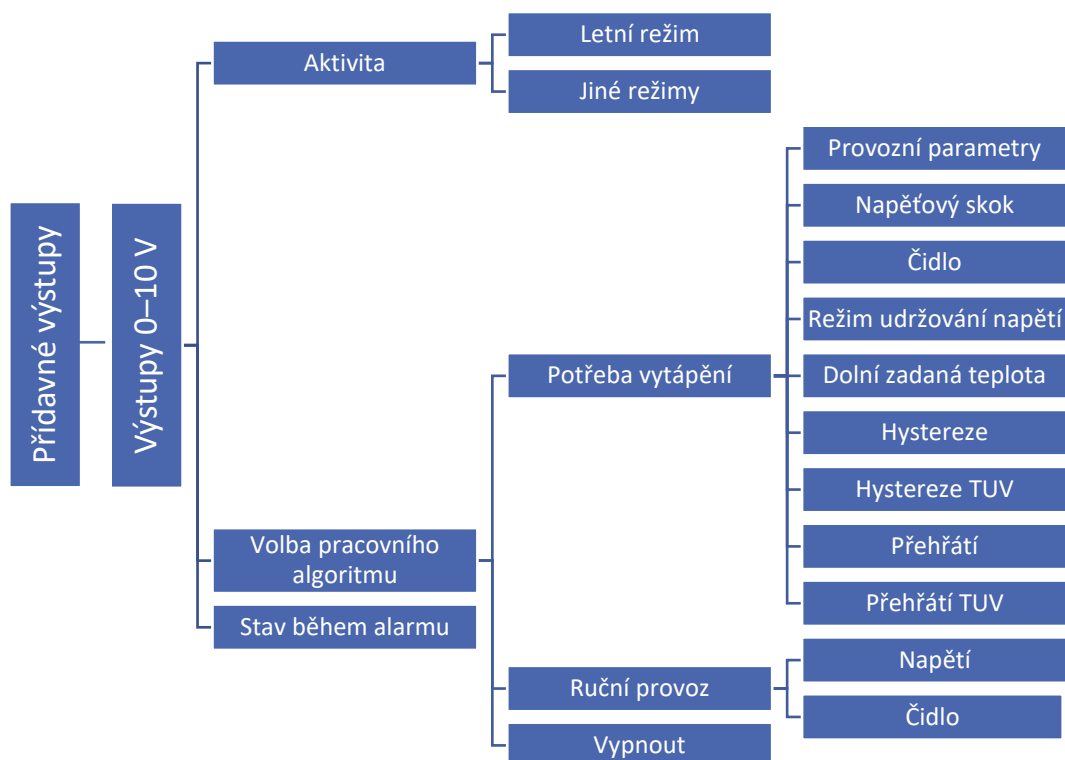 Přídavné výstupy
Výstupy 0–10 V
Aktivita
Letní režim
Jiné režimy
Volba pracovního
algoritmu
Potřeba vytápění
Provozní parametry
Napěťový skok
Čidlo
Režim udržování napětí
Dolní zadaná teplota
Hystereze
Hystereze TUV
Přehřátí
Přehřátí TUV
Ruční provoz
Napětí
Čidlo
Vypnout
Stav během alarmu